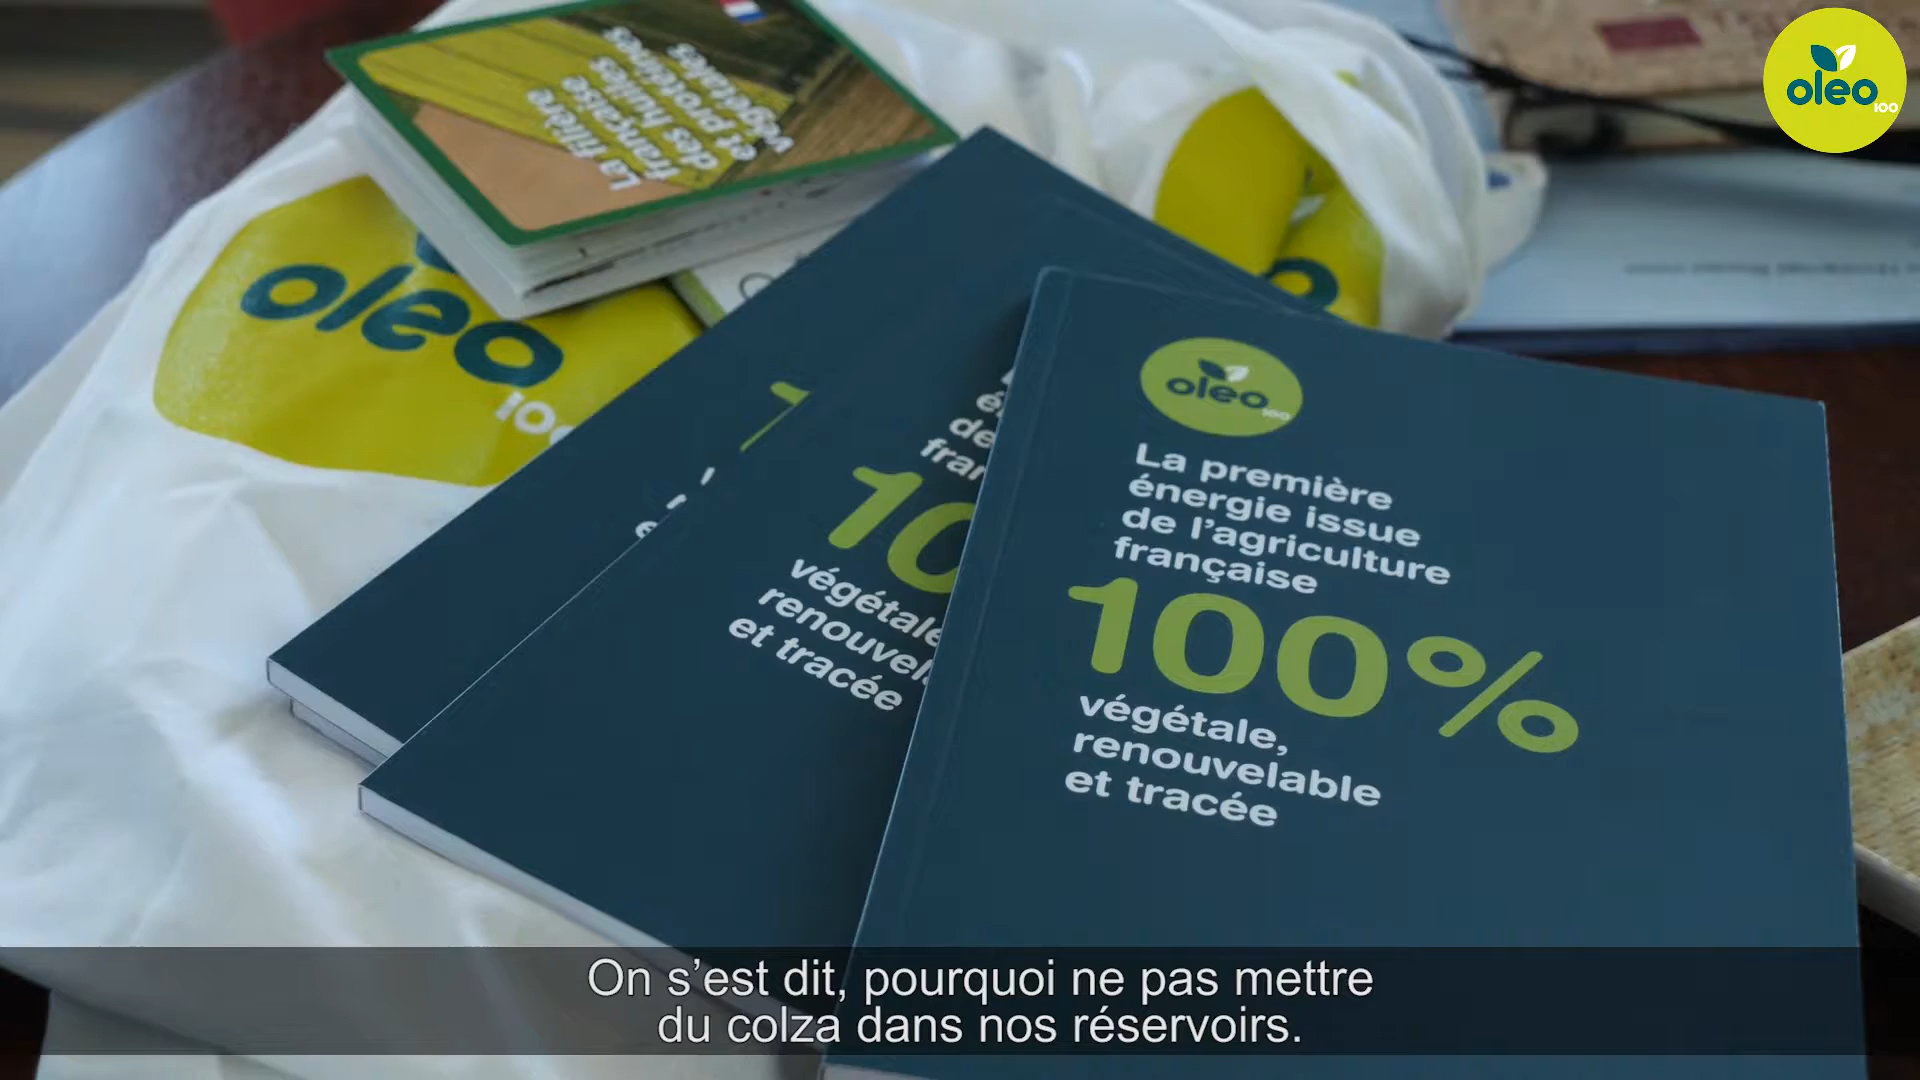 oleo
100
La filière
française
des huiles
et protéines
végétales
oleo
100
végétale,
et tracée
oleo
100
La première
énergie issue
de l'agriculture
française
100%
végétale,
renouvelable
et tracée
On s'est dit, pourquoi ne pas mettre
du colza dans nos réservoirs.